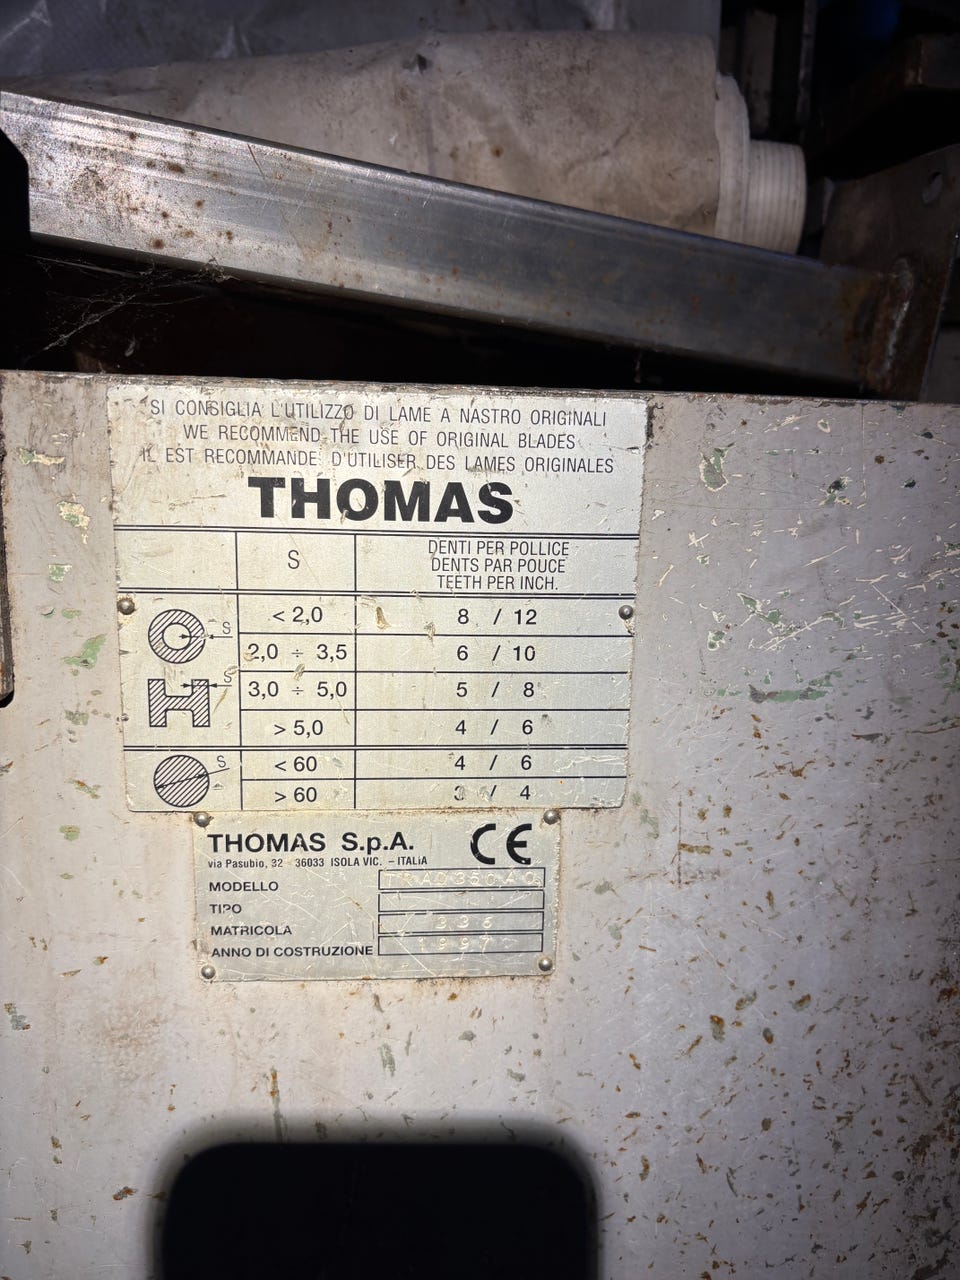 SI CONSIGLIA L'UTILIZZO DI LAME A NASTRO ORIGINALI
WE RECOMMEND THE USE OF ORIGINAL BLADES
IL EST RECOMMANDE D'UTILISER DES LAMES ORIGINALES
THOMAS
S
DENTI PER POLLICE
DENTS PAR POUCE
TEETH PER INCH.
S
< 2,0 8 / 12
2,0 ÷ 3,5 6 / 10
S
3,0 ÷ 5,0 5 / 8
> 5,0 4 / 6
S
< 60 4 / 6
> 60 3 / 4
THOMAS S.p.A. CE
via Pasubio, 32 - 36033 ISOLA VIC. - ITALIA
MODELLO
TIPO
MATRICOLA 336
ANNO DI COSTRUZIONE 1997